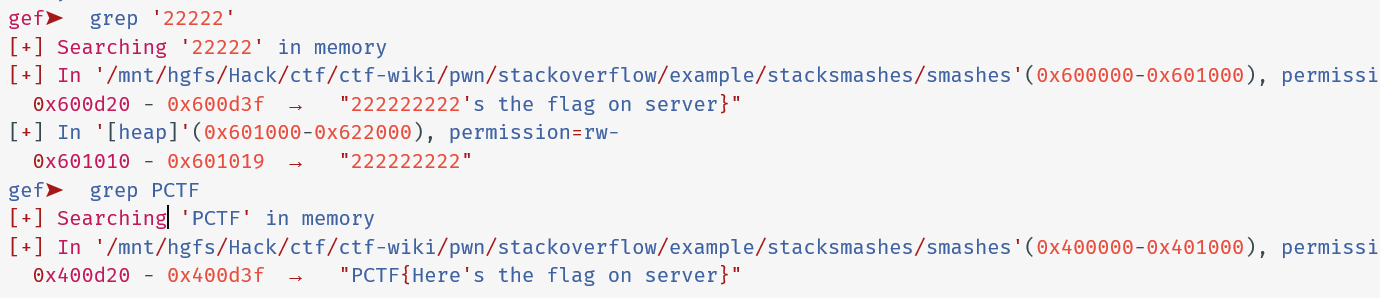 gef➤  grep '22222'
[+] Searching '22222' in memory
[+] In '/mnt/hgfs/Hack/ctf/ctf-wiki/pwn/stackoverflow/example/stacksmashes/smashes'(0x600000-0x601000), permissi
  0x600d20 - 0x600d3f  →   "222222222's the flag on server}"
[+] In '[heap]'(0x601000-0x622000), permission=rw-
  0x601010 - 0x601019  →   "222222222"
gef➤  grep PCTF
[+] Searching 'PCTF' in memory
[+] In '/mnt/hgfs/Hack/ctf/ctf-wiki/pwn/stackoverflow/example/stacksmashes/smashes'(0x400000-0x401000), permissi
  0x400d20 - 0x400d3f  →   "PCTF{Here's the flag on server}"